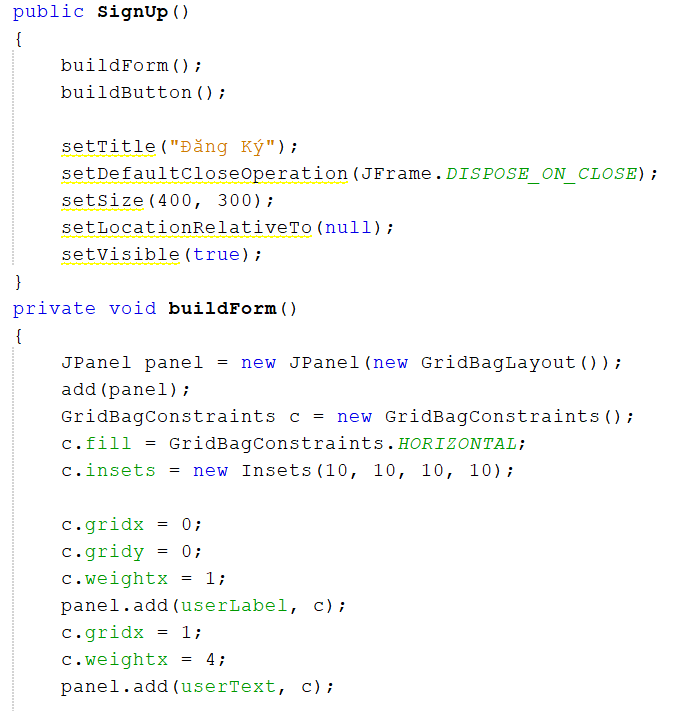 public SignUp()
{
    buildForm();
    buildButton();

    setTitle("Đăng Ký");
    setDefaultCloseOperation(JFrame.DISPOSE_ON_CLOSE);
    setSize(400, 300);
    setLocationRelativeTo(null);
    setVisible(true);
}
private void buildForm()
{
    JPanel panel = new JPanel(new GridBagLayout());
    add(panel);
    GridBagConstraints c = new GridBagConstraints();
    c.fill = GridBagConstraints.HORIZONTAL;
    c.insets = new Insets(10, 10, 10, 10);

    c.gridx = 0;
    c.gridy = 0;
    c.weightx = 1;
    panel.add(userLabel, c);
    c.gridx = 1;
    c.weightx = 4;
    panel.add(userText, c);